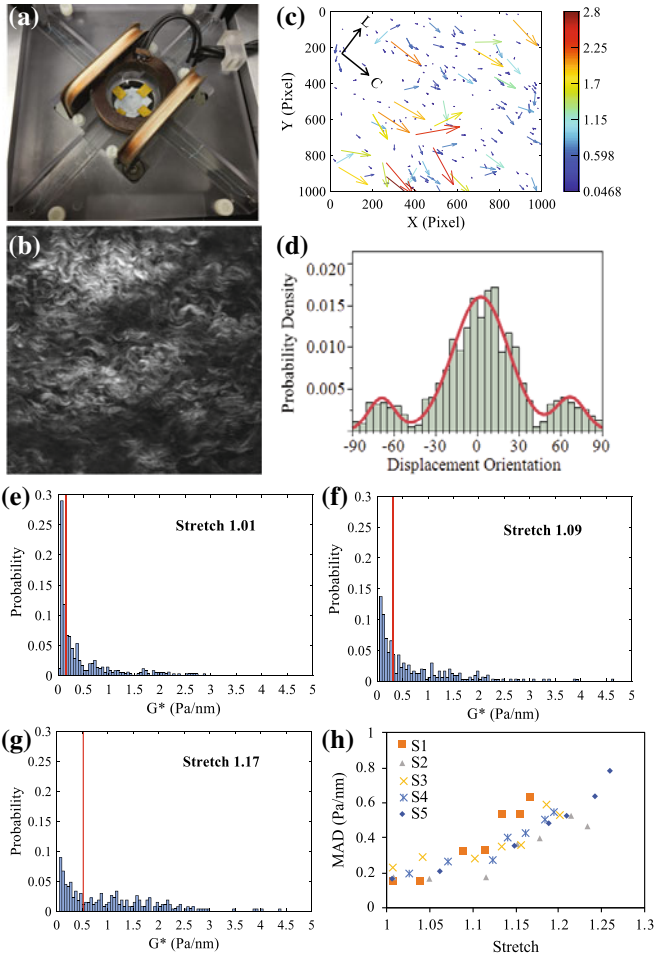 (a)
(c)
L
C
0
200
400
600
800
1000
Y (Pixel)
0 200 400 600 800 1000
X (Pixel)
2.8
2.25
1.7
1.15
0.598
0.0468
(b)
(d)
0.020
0.015
0.010
0.005
Probability Density
-90 -60 -30 0 30 60 90
Displacement Orientation
(e)
Stretch 1.01
0.3
0.25
0.2
0.15
0.1
0.05
0
Probability
0 0.5 1 1.5 2 2.5 3 3.5 4 4.5 5
G* (Pa/nm)
(f)
Stretch 1.09
0.3
0.25
0.2
0.15
0.1
0.05
0
Probability
0 0.5 1 1.5 2 2.5 3 3.5 4 4.5 5
G* (Pa/nm)
(g)
Stretch 1.17
0.3
0.25
0.2
0.15
0.1
0.05
0
Probability
0 0.5 1 1.5 2 2.5 3 3.5 4 4.5 5
G* (Pa/nm)
(h)
1
0.8
0.6
0.4
0.2
0
MAD (Pa/nm)
S1
S2
S3
S4
S5
1 1.05 1.1 1.15 1.2 1.25 1.3
Stretch